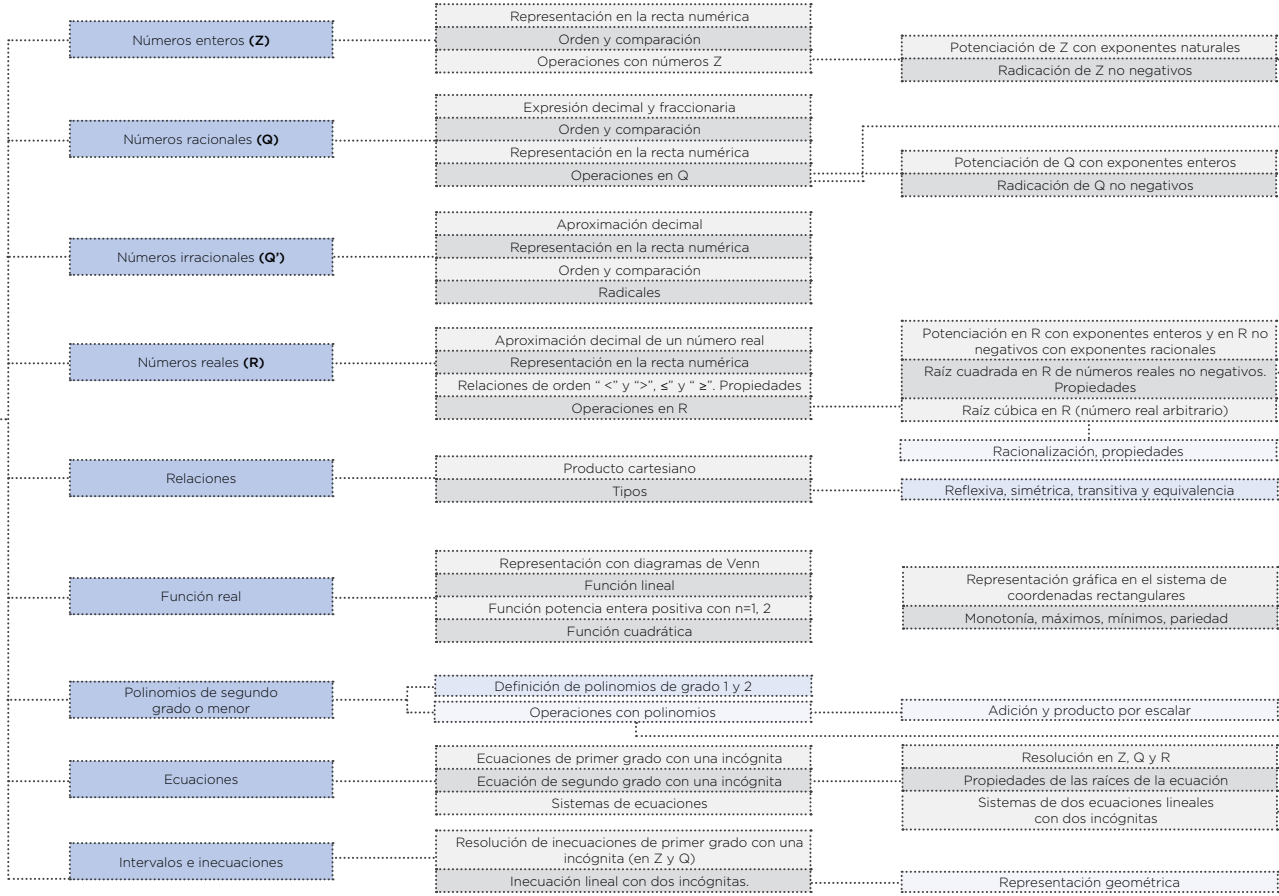 Números enteros (Z)
Representación en la recta numérica
Orden y comparación
Operaciones con números Z
Potenciación de Z con exponentes naturales
Radicación de Z no negativos
Números racionales (Q)
Expresión decimal y fraccionaria
Orden y comparación
Representación en la recta numérica
Operaciones en Q
Potenciación de Q con exponentes enteros
Radicación de Q no negativos
Números irracionales (Q’)
Aproximación decimal
Representación en la recta numérica
Orden y comparación
Radicales
Números reales (R)
Aproximación decimal de un número real
Representación en la recta numérica
Relaciones de orden “ <” y “>”, ≤” y “ ≥”. Propiedades
Operaciones en R
Potenciación en R con exponentes enteros y en R no
negativos con exponentes racionales
Raíz cuadrada en R de números reales no negativos.
Propiedades
Raíz cúbica en R (número real arbitrario)
Racionalización, propiedades
Relaciones
Producto cartesiano
Tipos
Reflexiva, simétrica, transitiva y equivalencia
Función real
Representación con diagramas de Venn
Función lineal
Función potencia entera positiva con n=1, 2
Función cuadrática
Representación gráfica en el sistema de
coordenadas rectangulares
Monotonía, máximos, mínimos, pariedad
Polinomios de segundo
grado o menor
Definición de polinomios de grado 1 y 2
Operaciones con polinomios
Adición y producto por escalar
Ecuaciones
Ecuaciones de primer grado con una incógnita
Ecuación de segundo grado con una incógnita
Sistemas de ecuaciones
Resolución en Z, Q y R
Propiedades de las raíces de la ecuación
Sistemas de dos ecuaciones lineales
con dos incógnitas
Intervalos e inecuaciones
Resolución de inecuaciones de primer grado con una
incógnita (en Z y Q)
Inecuación lineal con dos incógnitas.
Representación geométrica